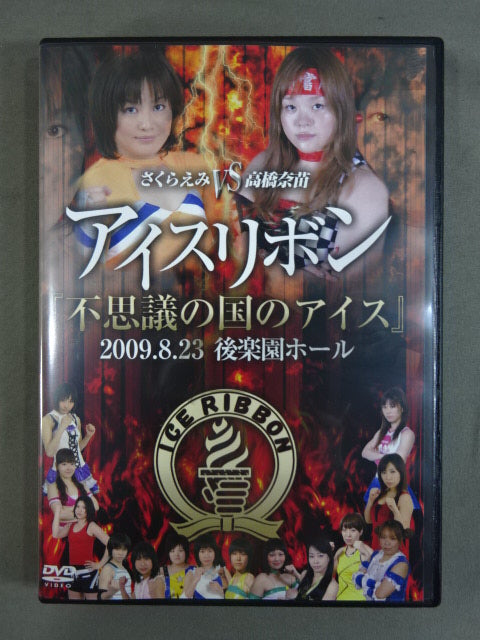 書
さくらえみ VS 高橋奈苗
アイスリボン
『不思議の国のアイス』
2009.8.23 後楽園ホール
ICE RIBBON
DVD
VIDEO